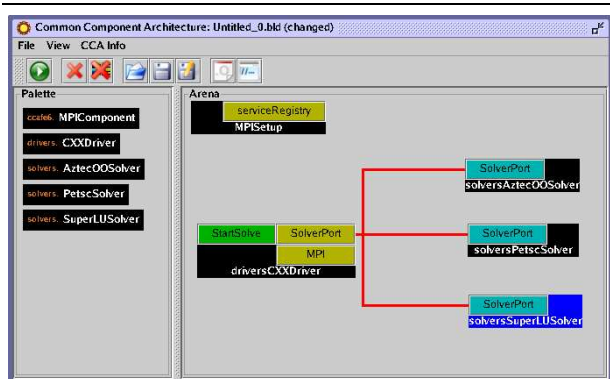 Common Component Architecture: Untitled_0.bld (changed)
File View CCA Info
Palette
ccafe6. MPIComponent
drivers. CXXDriver
solvers. AztecOOSolver
solvers. PetscSolver
solvers. SuperLUSolver
Arena
serviceRegistry
MPISetup
SolverPort
solversAztecOOSolver
StartSolve SolverPort
MPI
driversCXXDriver
SolverPort
solversPetscSolver
SolverPort
solversSuperLUSolver